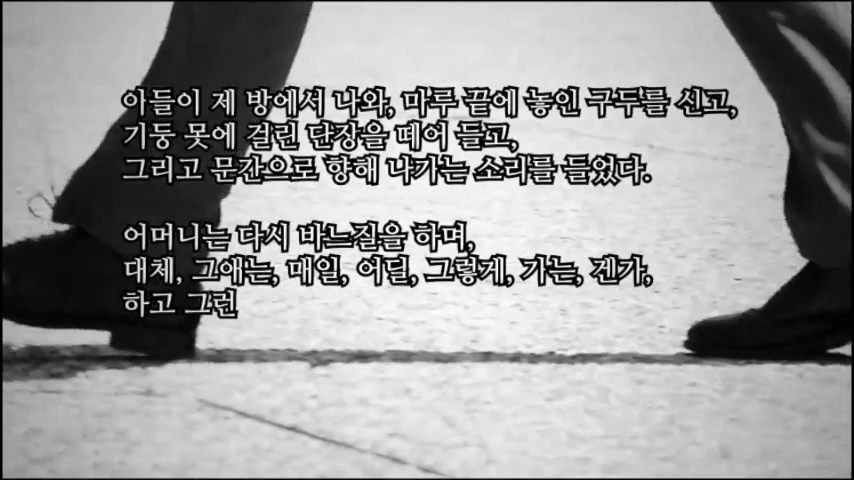 아들이 제 방에서 나와, 마루 끝에 놓인 구두를 신고,
기둥 못에 걸린 단장을 떼어 들고,
그리고 문간으로 향해 나가는 소리를 들었다.
어머니는 다시 바느질을 하며,
대체, 그애는, 매일, 어딜, 그렇게, 가는, 겐가,
하고 그런